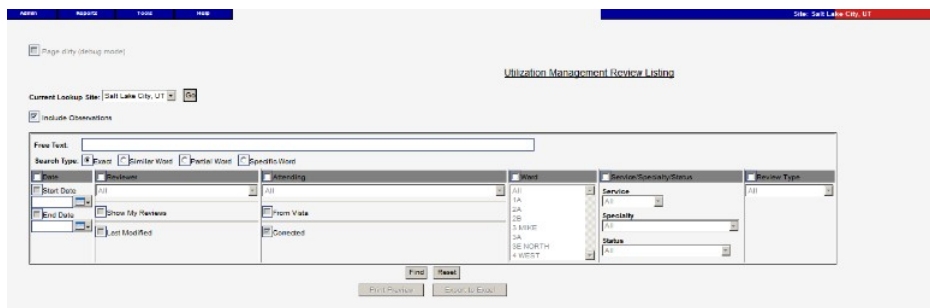 Admin Reports Tools Help Site: Salt Lake City, UT
Page dirty (debug mode)
Utilization Management Review Listing
Current Lookup Site: Salt Lake City, UT Go
Include Observations
Free Text:
Search Type: Exact Similar Word Partial Word Specific Word
Date Reviewer Attending Ward Service/Specialty/Status Review Type
Start Date All All All Service All
1A All
End Date Show My Reviews From Vista 2A Specialty
2B All
Last Modified Corrected 3 MIKE Status
3A All
3E NORTH
4 WEST
Find Reset
Print Preview Export to Excel